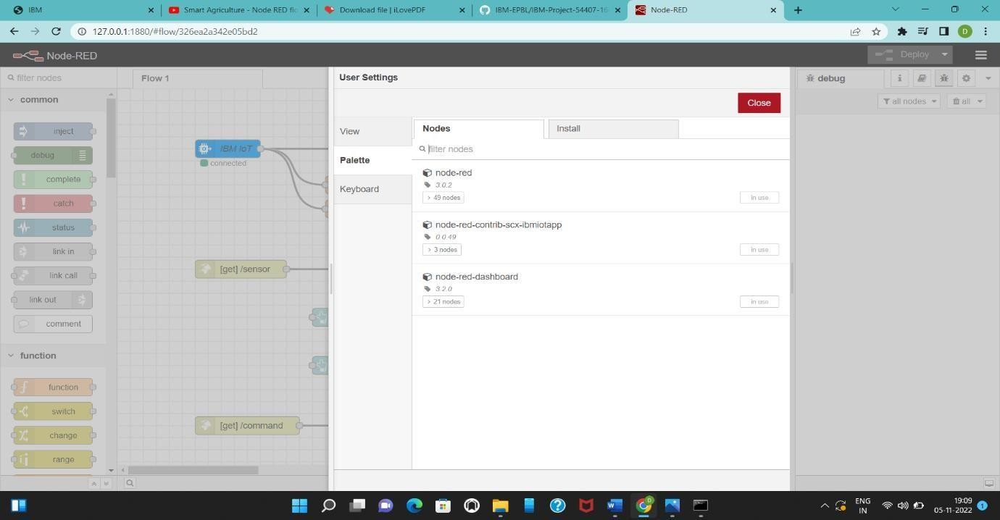 IBM
Smart Agriculture - Node RED flo
Download file | iLovePDF
IBM-EPBL/IBM-Project-54407-16
Node-RED
127.0.0.1:1880/#flow/326ea2a342e05bd2
D
Node-RED
Deploy
filter nodes
Flow 1
User Settings
debug
i
Close
all nodes
all
common
inject
debug
complete
catch
status
link in
link call
link out
comment
function
function
switch
change
range
IBM IoT
connected
[get] /sensor
[get] /command
View
Palette
Keyboard
Nodes
Install
filter nodes
node-red
3.0.2
49 nodes
in use
node-red-contrib-scx-ibmiotapp
0.0.49
3 nodes
in use
node-red-dashboard
3.2.0
21 nodes
in use
ENG
IN
19:09
05-11-2022
1